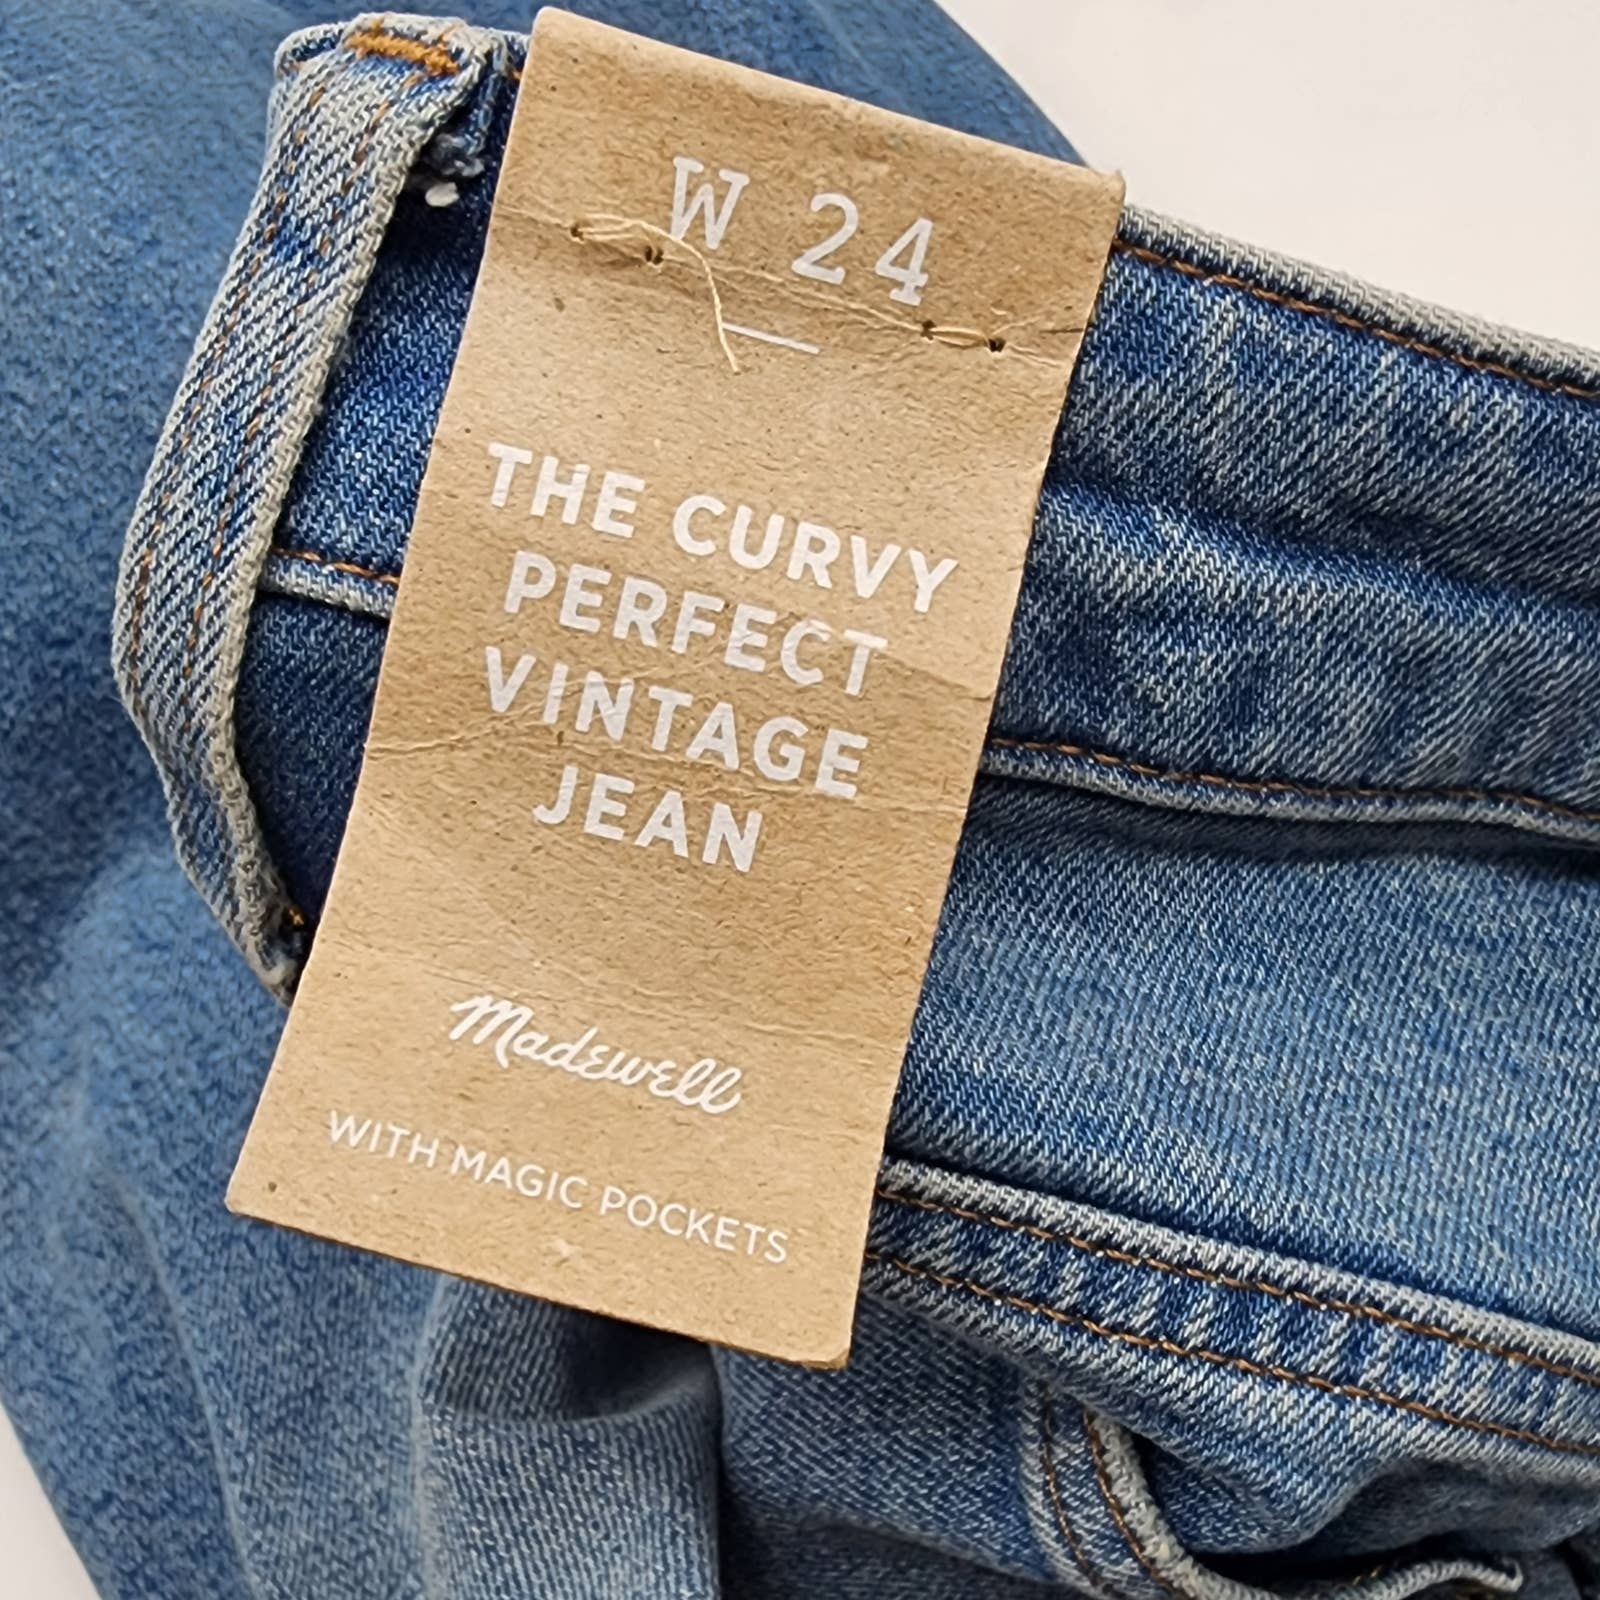 W 24
THE CURVY
PERFECT
VINTAGE
JEAN
Madewell
WITH MAGIC POCKETS